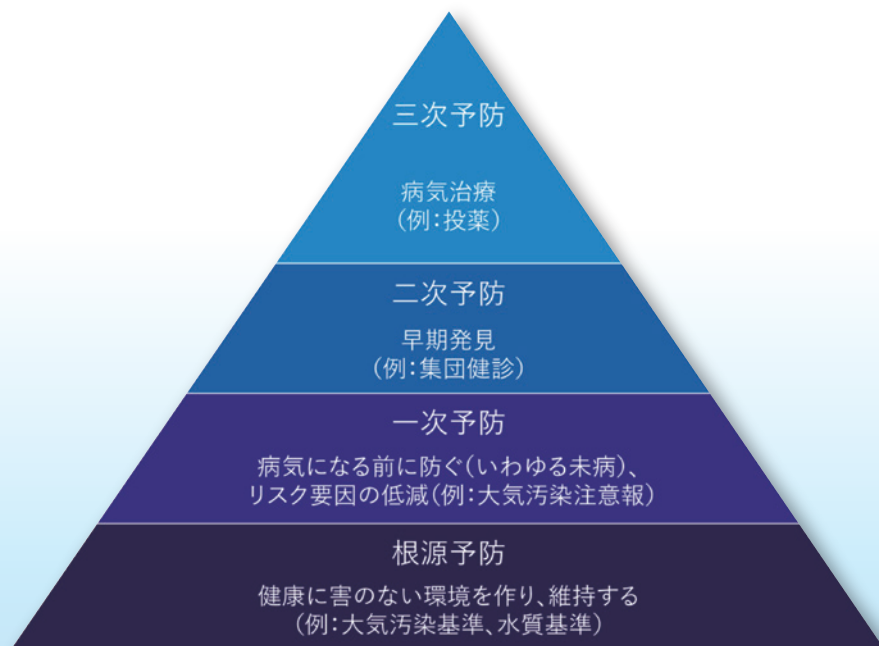 三次予防
病気治療
(例：投薬)
二次予防
早期発見
(例：集団健診)
一次予防
病気になる前に防ぐ(いわゆる未病)、
リスク要因の低減(例：大気汚染注意報)
根源予防
健康に害のない環境を作り、維持する
(例：大気汚染基準、水質基準)